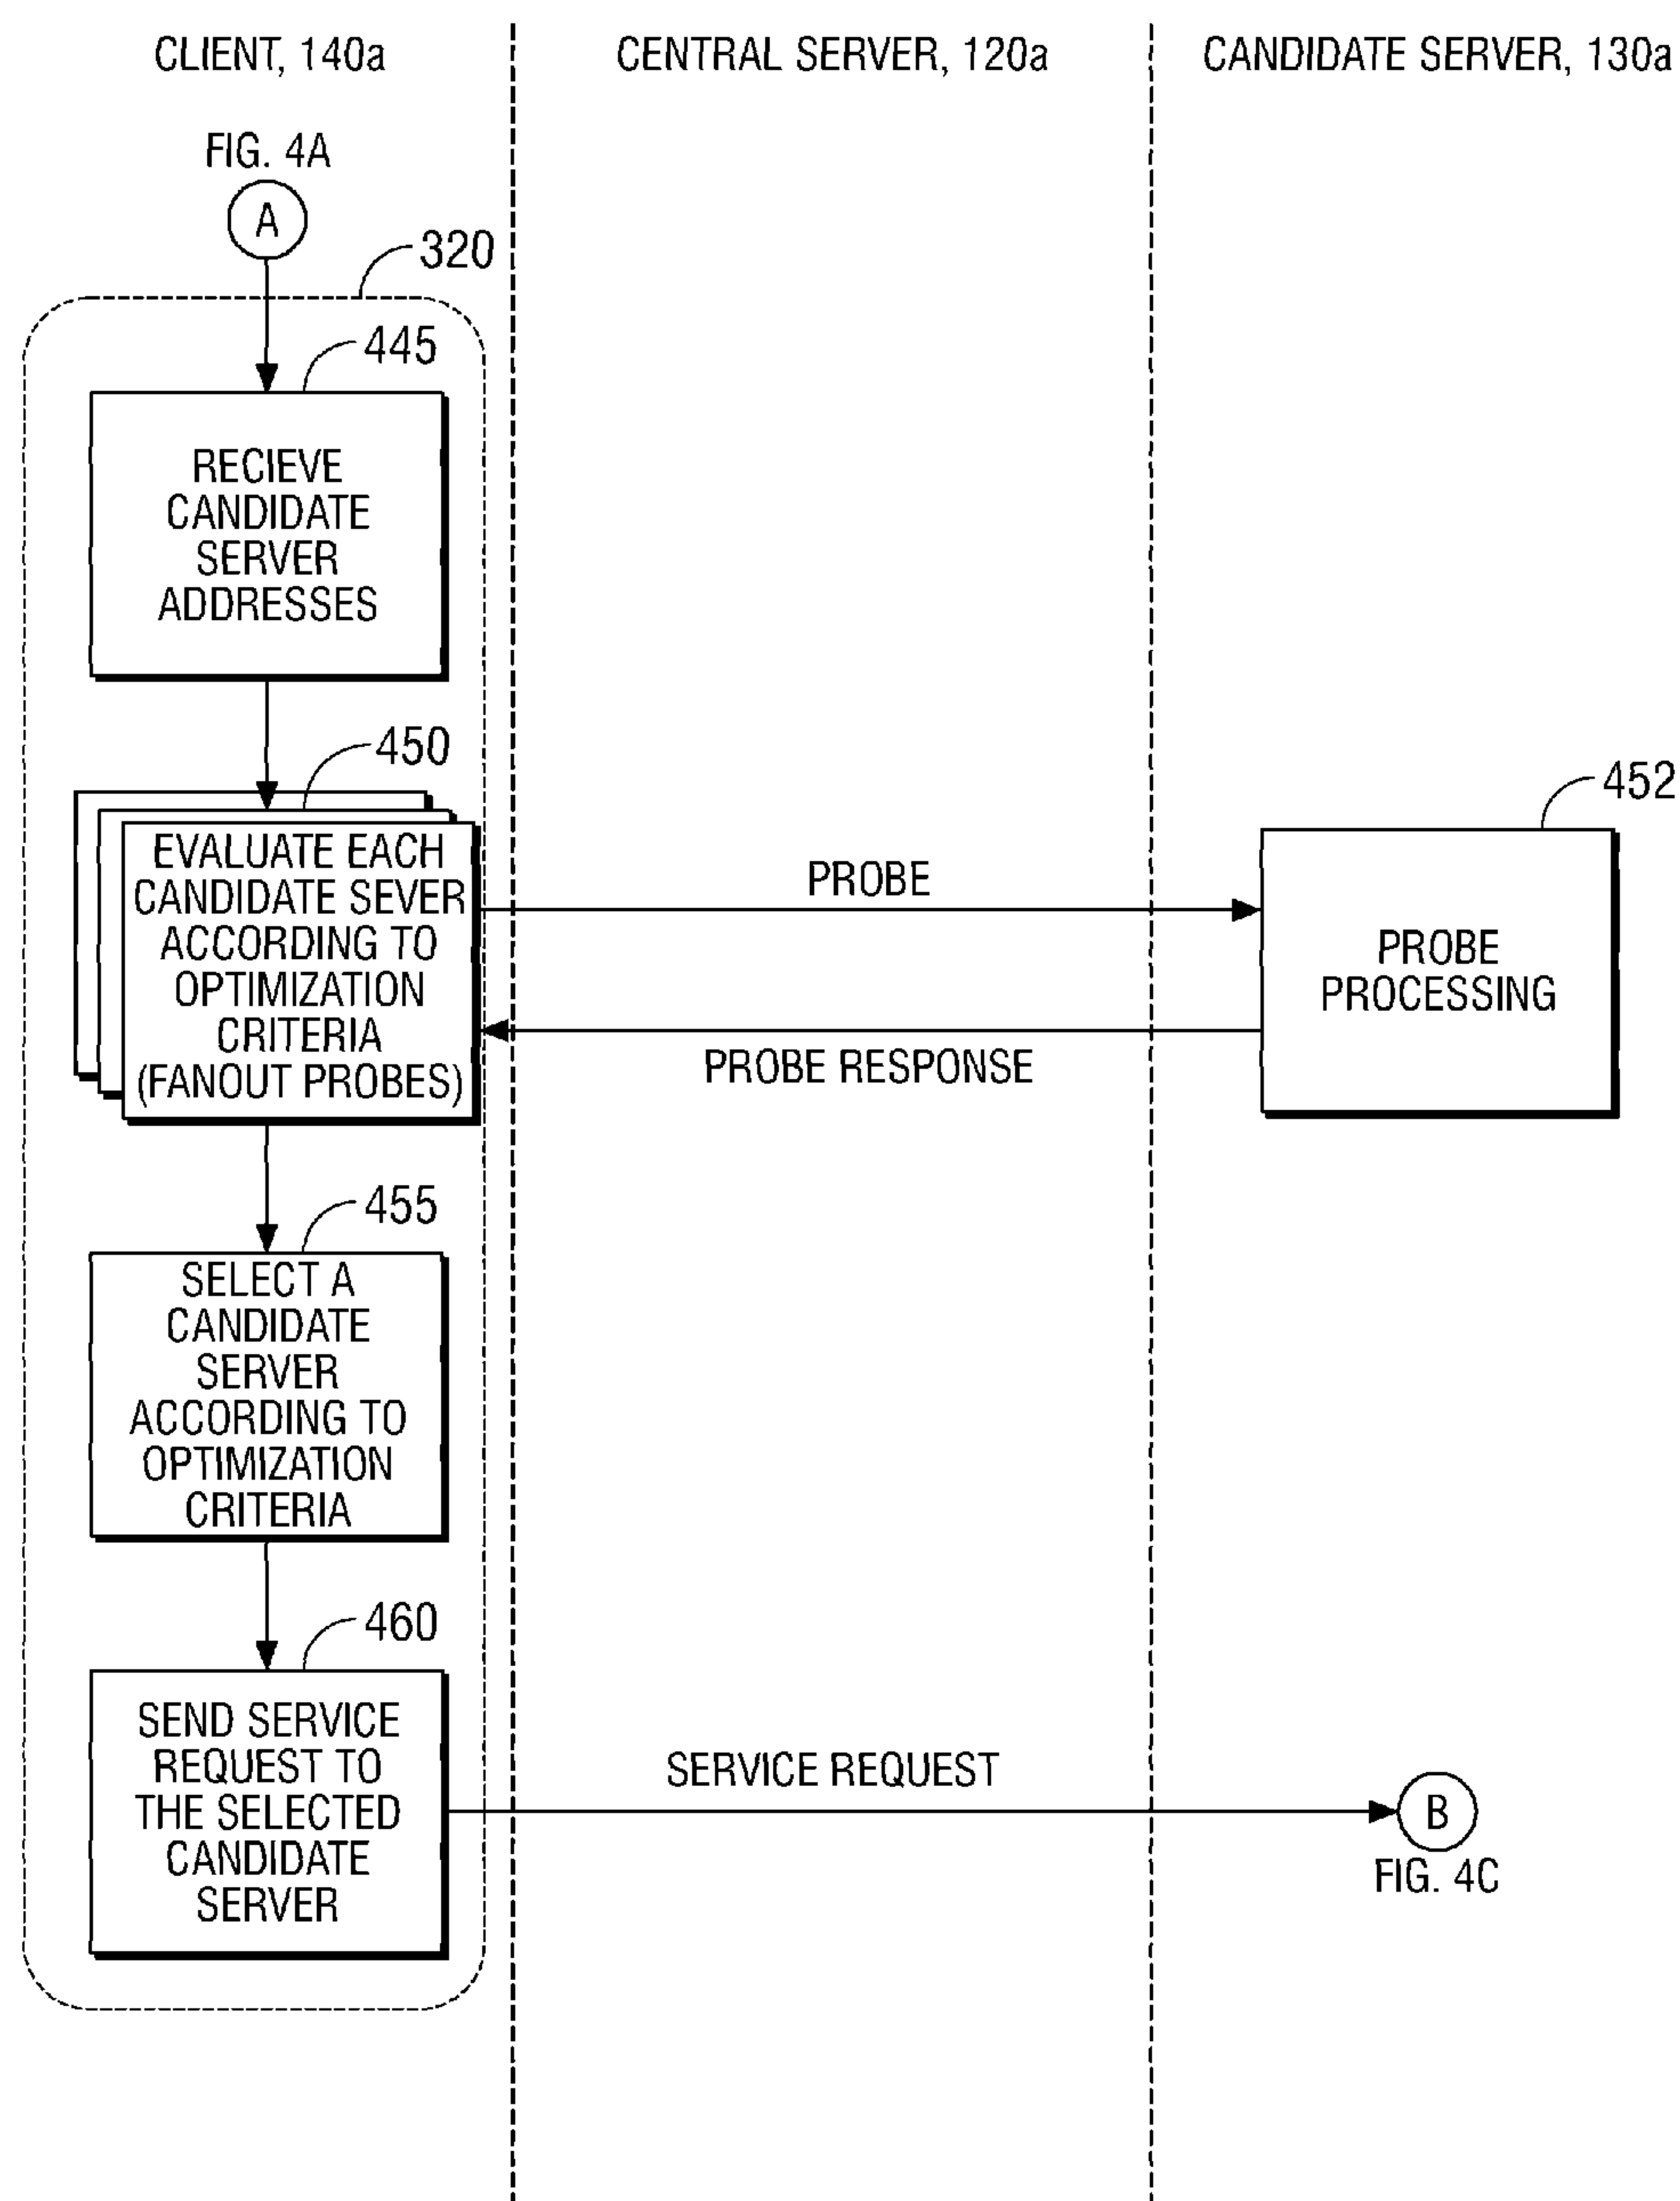 CLIENT, 140a
CENTRAL SERVER, 120a
CANDIDATE SERVER, 130a
FIG. 4A
A
320
445
RECIEVE
CANDIDATE
SERVER
ADDRESSES
450
EVALUATE EACH
CANDIDATE SEVER
ACCORDING TO
OPTIMIZATION
CRITERIA
(FANOUT PROBES)
PROBE
PROBE RESPONSE
452
PROBE
PROCESSING
455
SELECT A
CANDIDATE
SERVER
ACCORDING TO
OPTIMIZATION
CRITERIA
460
SEND SERVICE
REQUEST TO
THE SELECTED
CANDIDATE
SERVER
SERVICE REQUEST
B
FIG. 4C